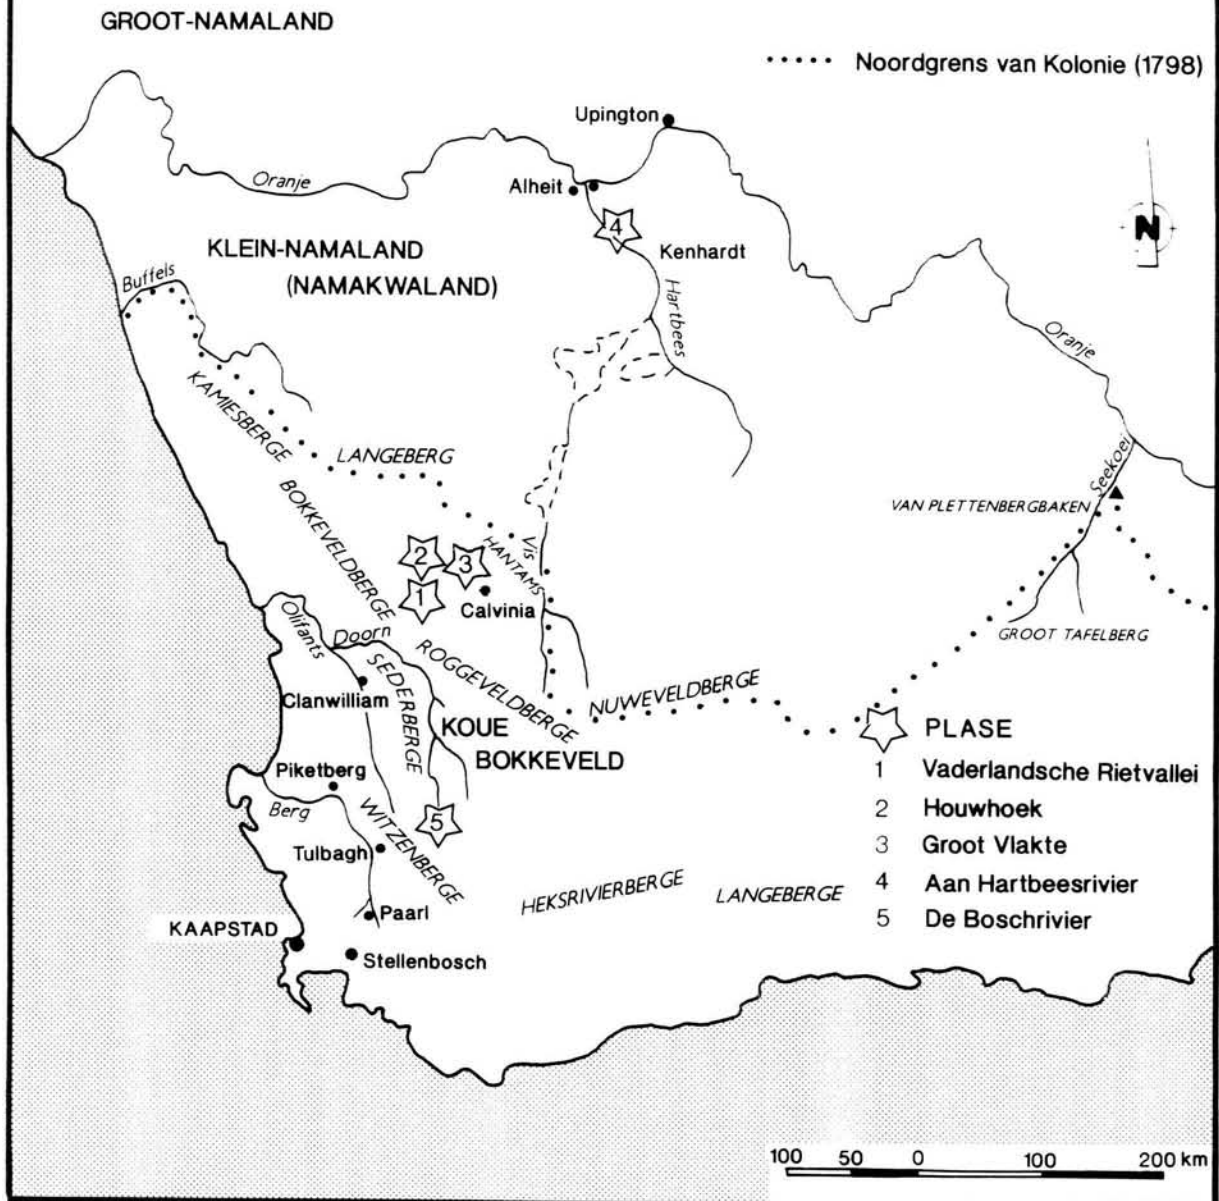 GROOT-NAMALAND
Noordgrens van Kolonie (1798)
Upington
Oranje
Alheit
4
N
KLEIN-NAMALAND
(NAMAKWALAND)
Kenhardt
Buffels
Hartbees
Oranje
KAMIESBERGE
LANGEBERG
Seekoei
BOKKEVELDBERGE
VAN PLETTENBERGBAKEN
HANTAMS
Vis
2
3
1
Calvinia
Olifants
Doorn
GROOT TAFELBERG
ROGGEVELDBERGE
SEDERBERGE
Clanwilliam
NUWEVELDBERGE
KOUE
BOKKEVELD
PLASE
Piketberg
1 Vaderlandsche Rietvallei
Berg
WITZENBERGE
5
2 Houwhoek
Tulbagh
3 Groot Vlakte
HEKSRIVIERBERGE
LANGEBERGE
4 Aan Hartbeesrivier
Paarl
5 De Boschrivier
KAAPSTAD
Stellenbosch
100 50 0 100 200 km